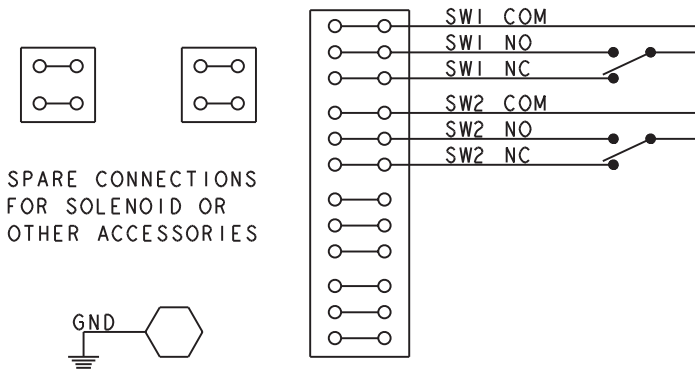 SW1 COM
SW1 NO
SW1 NC
SW2 COM
SW2 NO
SW2 NC
SPARE CONNECTIONS
FOR SOLENOID OR
OTHER ACCESSORIES
GND